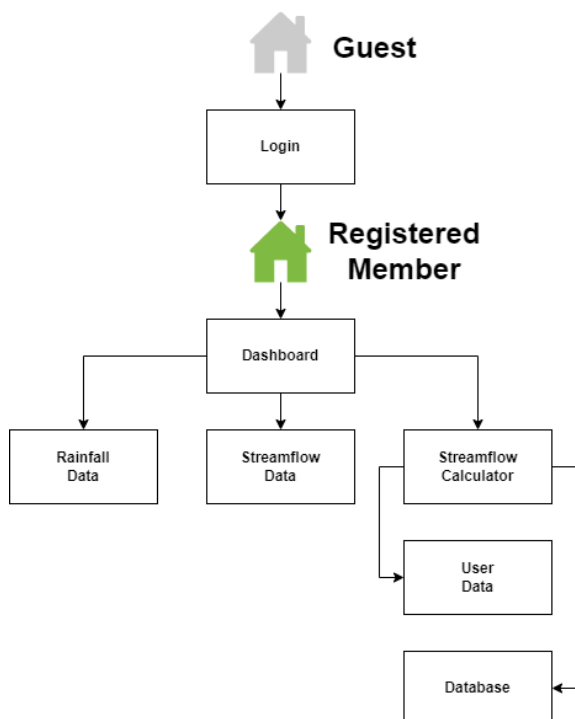 Guest
Login
Registered
Member
Dashboard
Rainfall
Data
Streamflow
Data
Streamflow
Calculator
User
Data
Database